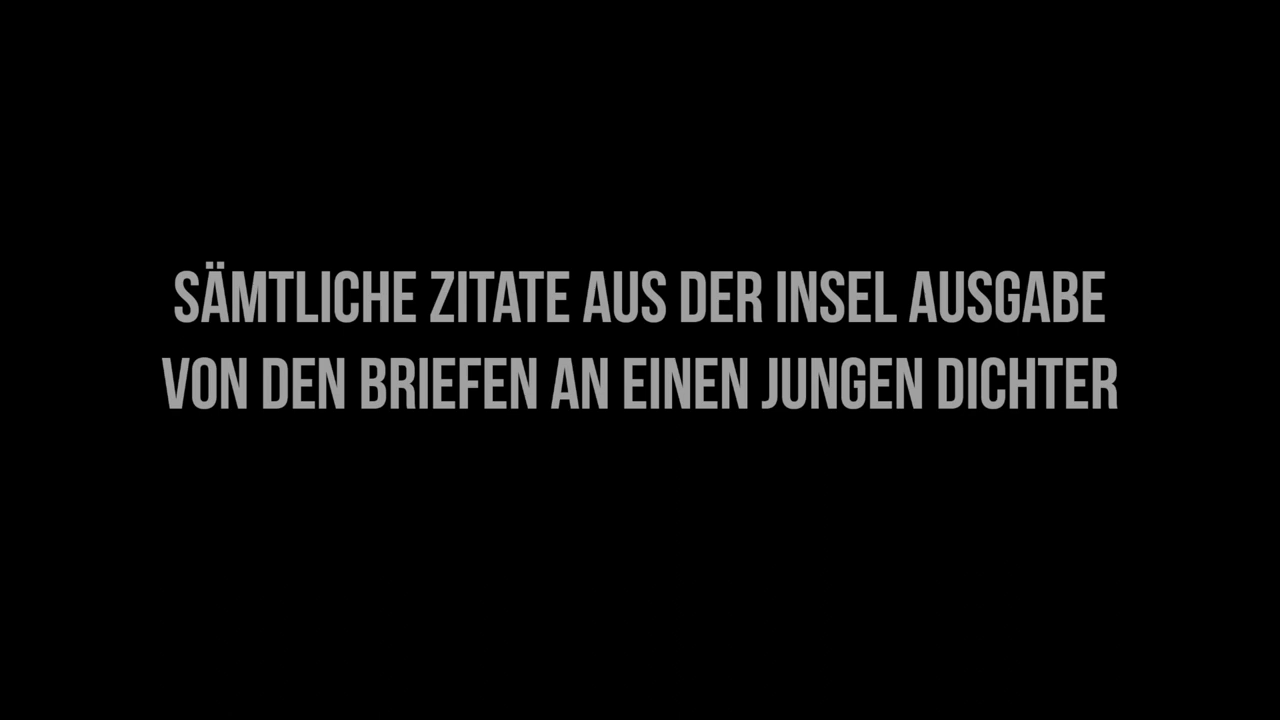 SÄMTLICHE ZITATE AUS DER INSEL AUSGABE
VON DEN BRIEFEN AN EINEN JUNGEN DICHTER